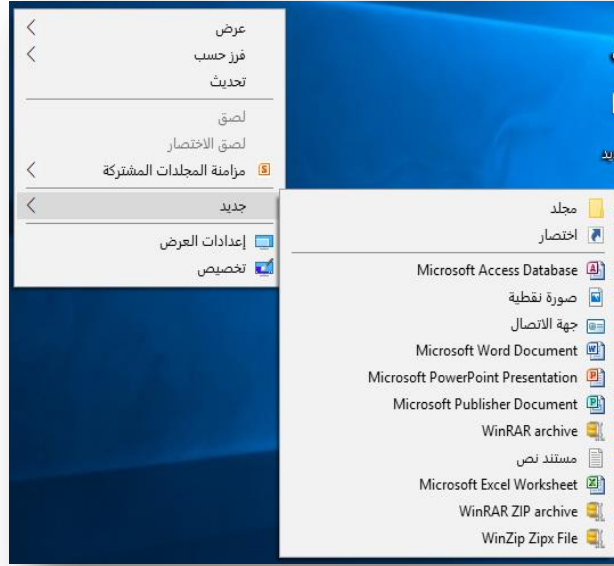 عرض
فرز حسب
تحديث
لصق
لصق الاختصار
مزامنة المجلدات المشتركة
جديد
إعدادات العرض
تخصيص
مجلد
اختصار
Microsoft Access Database
صورة نقطية
جهة الاتصال
Microsoft Word Document
Microsoft PowerPoint Presentation
Microsoft Publisher Document
WinRAR archive
مستند نص
Microsoft Excel Worksheet
WinRAR ZIP archive
WinZip Zipx File